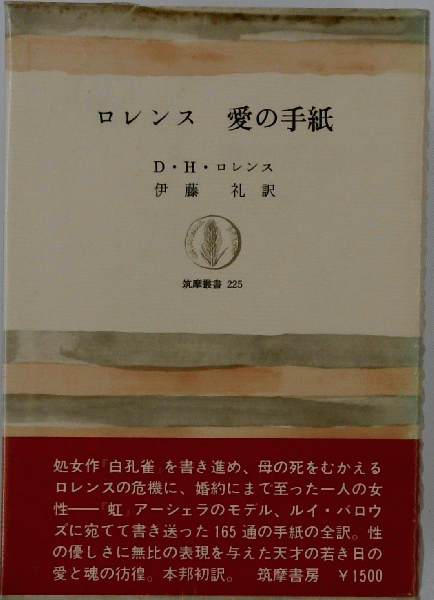 ロレンス 愛の手紙
D・H・ロレンス
伊藤 礼 訳
筑摩叢書 225
処女作『白孔雀』を書き進め、母の死をむかえる
ロレンスの危機に、婚約にまで至った一人の女
性――『虹』アーシェラのモデル、ルイ・バロウ
ズに宛てて書き送った 165 通の手紙の全訳。性
の優しさに無比の表現を与えた天才の若き日の
愛と魂の彷徨。本邦初訳。 筑摩書房 ￥1500